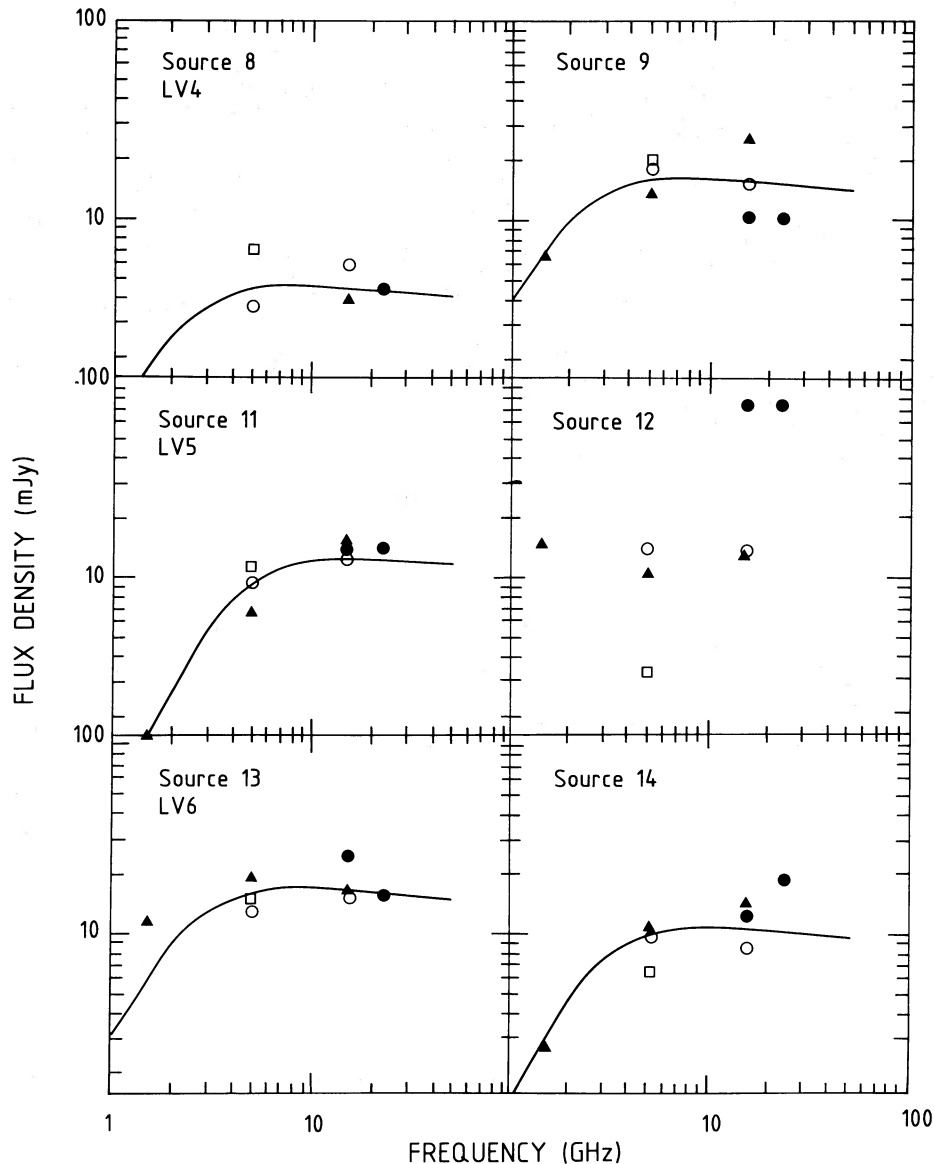 100
Source 8
LV4
Source 9
10
.100
Source 11
LV5
Source 12
10
100
Source 13
LV6
Source 14
10
1
10
10
100
FLUX DENSITY (mJy)
FREQUENCY (GHz)